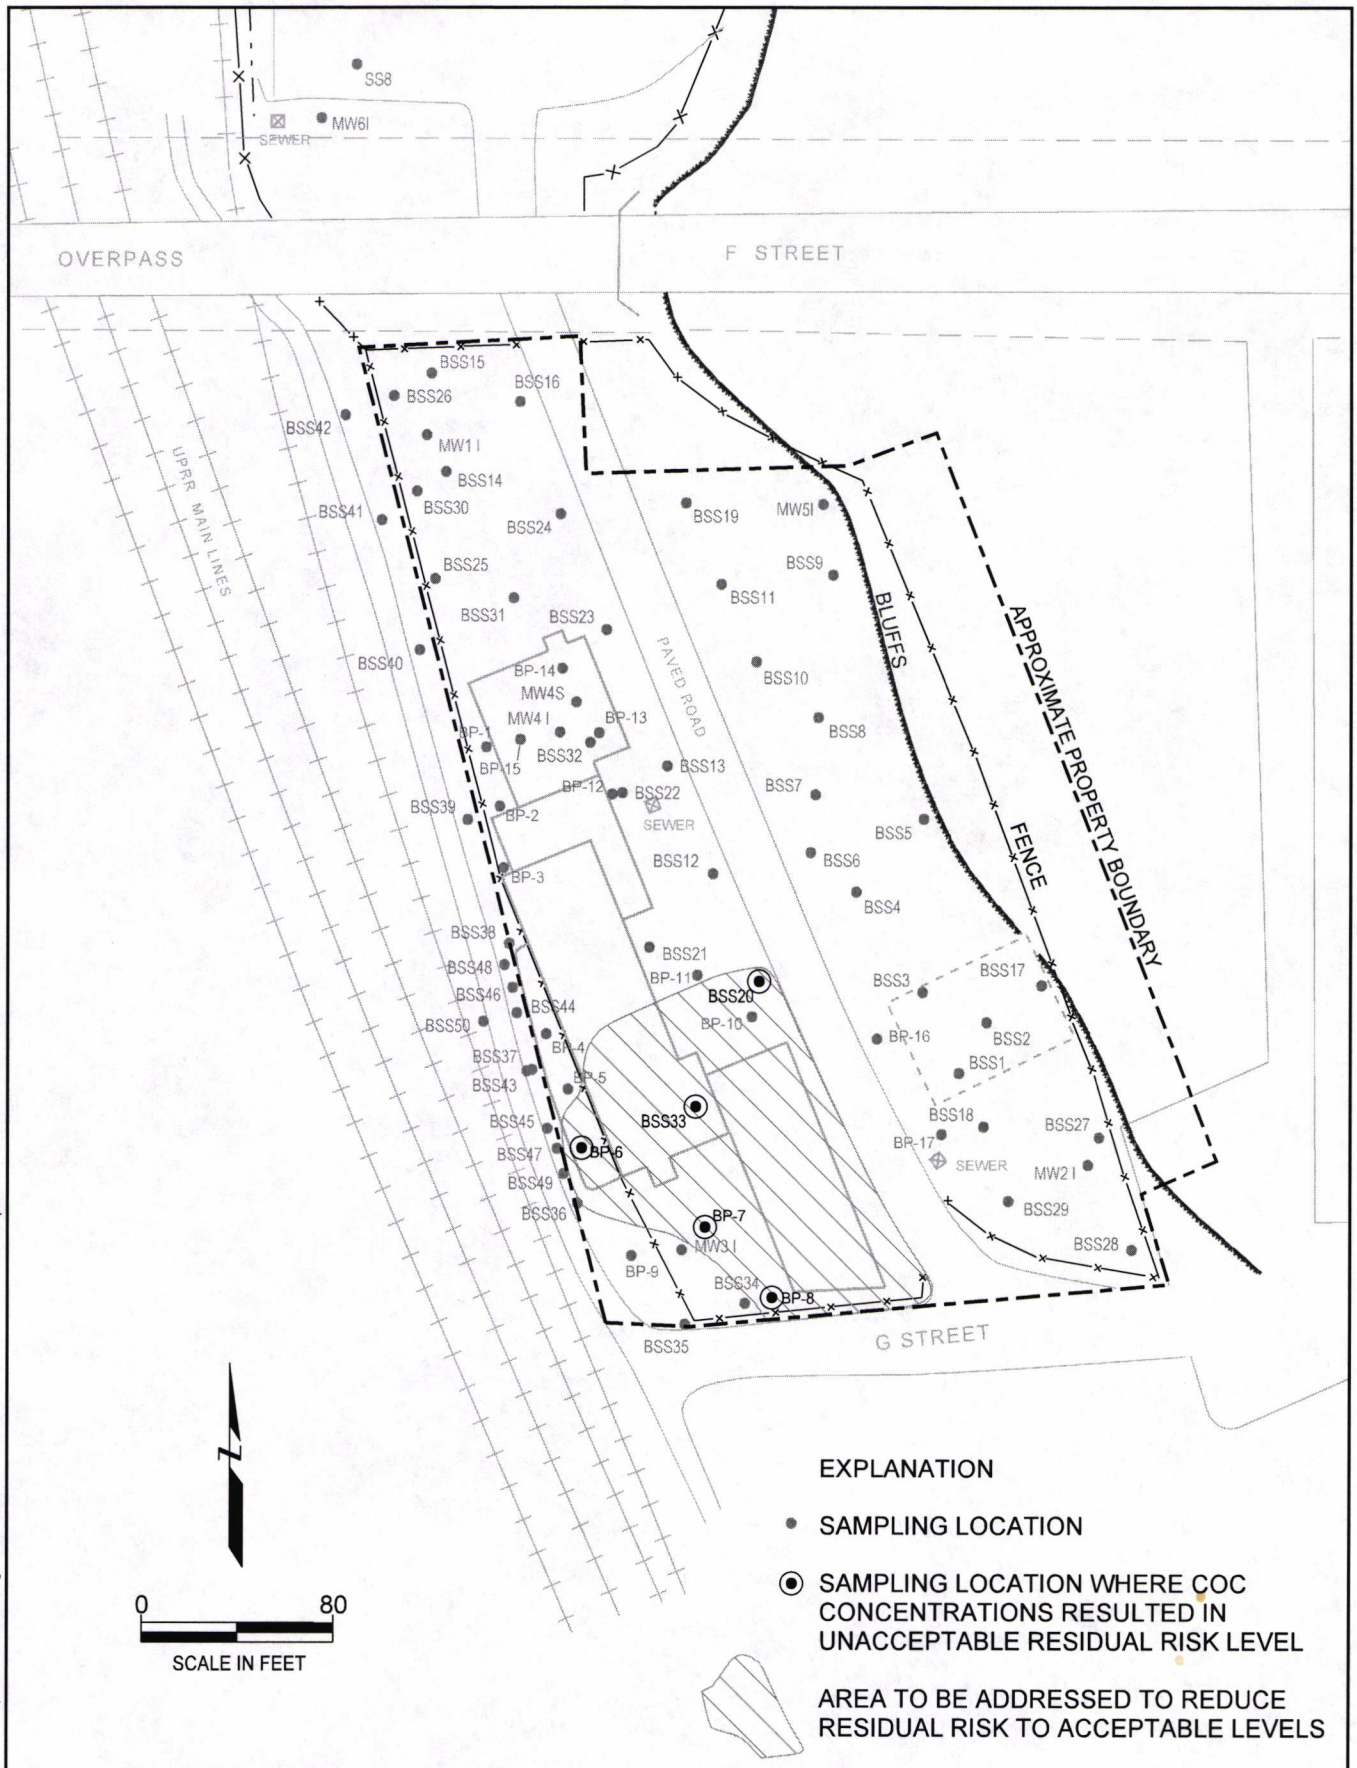 SS8
MW6I
SEWER
OVERPASS
F STREET
BSS15
BSS16
BSS26
BSS42
MW1 I
BSS14
BSS30
BSS41
BSS24
BSS19
MW5I
UPRR MAIN LINES
BSS25
BSS9
BSS11
BSS31
BSS23
BLUFFS
APPROXIMATE PROPERTY BOUNDARY
BSS40
PAVED ROAD
BP-14
BSS10
MW4S
MW4 I
BP-13
BP-1
BSS32
BSS8
BP-15
BSS13
BP-12
BSS22
BSS7
BSS39
BP-2
SEWER
BSS5
FENCE
BSS12
BSS6
BP-3
BSS4
BSS38
BSS21
BSS48
BP-11
BSS3
BSS17
BSS46
BSS20
BSS44
BSS50
BP-10
BP-4
BP-16
BSS2
BSS37
BSS1
BSS43
BP-5
BSS33
BSS45
BSS18
BSS27
BP-17
BSS47
BP-6
SEWER
MW2 I
BSS49
BSS36
BP-7
BSS29
MW3 I
BSS28
BP-9
BSS34
BP-8
BSS35
G STREET
Z
0 80
SCALE IN FEET
EXPLANATION
SAMPLING LOCATION
SAMPLING LOCATION WHERE COC
CONCENTRATIONS RESULTED IN
UNACCEPTABLE RESIDUAL RISK LEVEL
AREA TO BE ADDRESSED TO REDUCE
RESIDUAL RISK TO ACCEPTABLE LEVELS